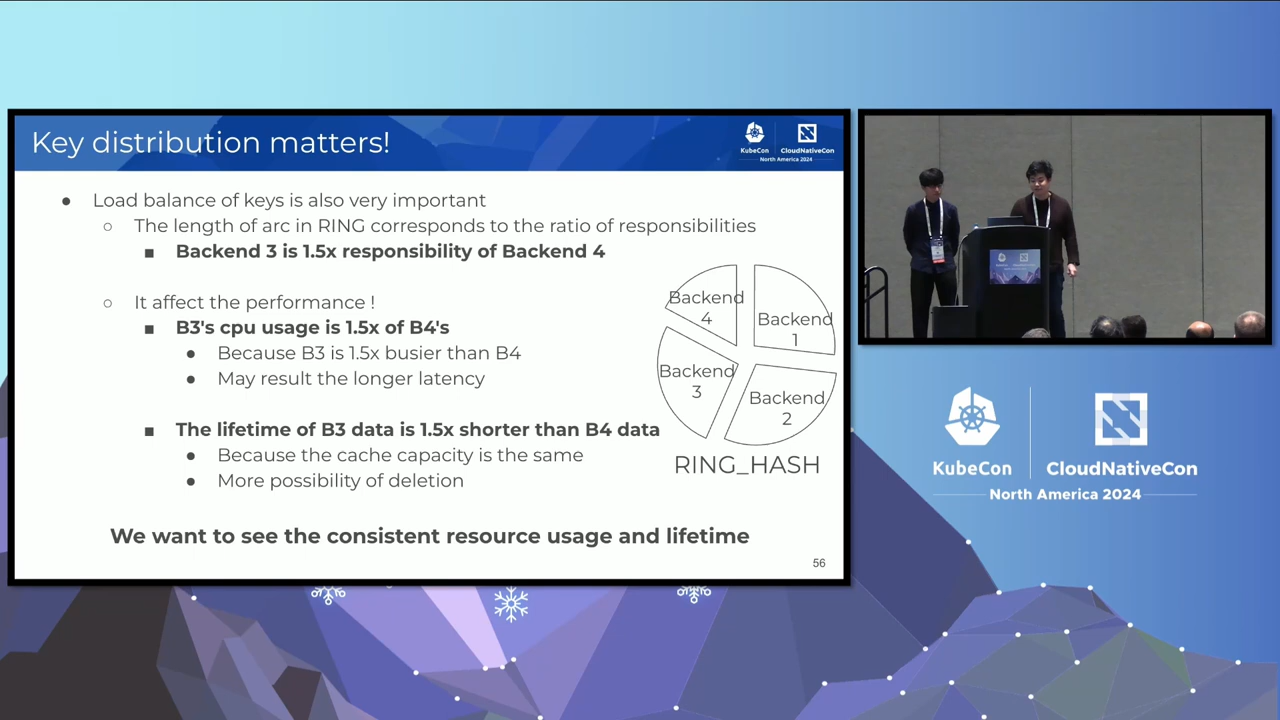 Key distribution matters!
KubeCon
CloudNativeCon
North America 2024
● Load balance of keys is also very important
○ The length of arc in RING corresponds to the ratio of responsibilities
■ Backend 3 is 1.5x responsibility of Backend 4
○ It affect the performance !
■ B3's cpu usage is 1.5x of B4's
● Because B3 is 1.5x busier than B4
● May result the longer latency
■ The lifetime of B3 data is 1.5x shorter than B4 data
● Because the cache capacity is the same
● More possibility of deletion
We want to see the consistent resource usage and lifetime
Backend
4
Backend
1
Backend
3
Backend
2
RING_HASH
56
KubeCon
CloudNativeCon
North America 2024